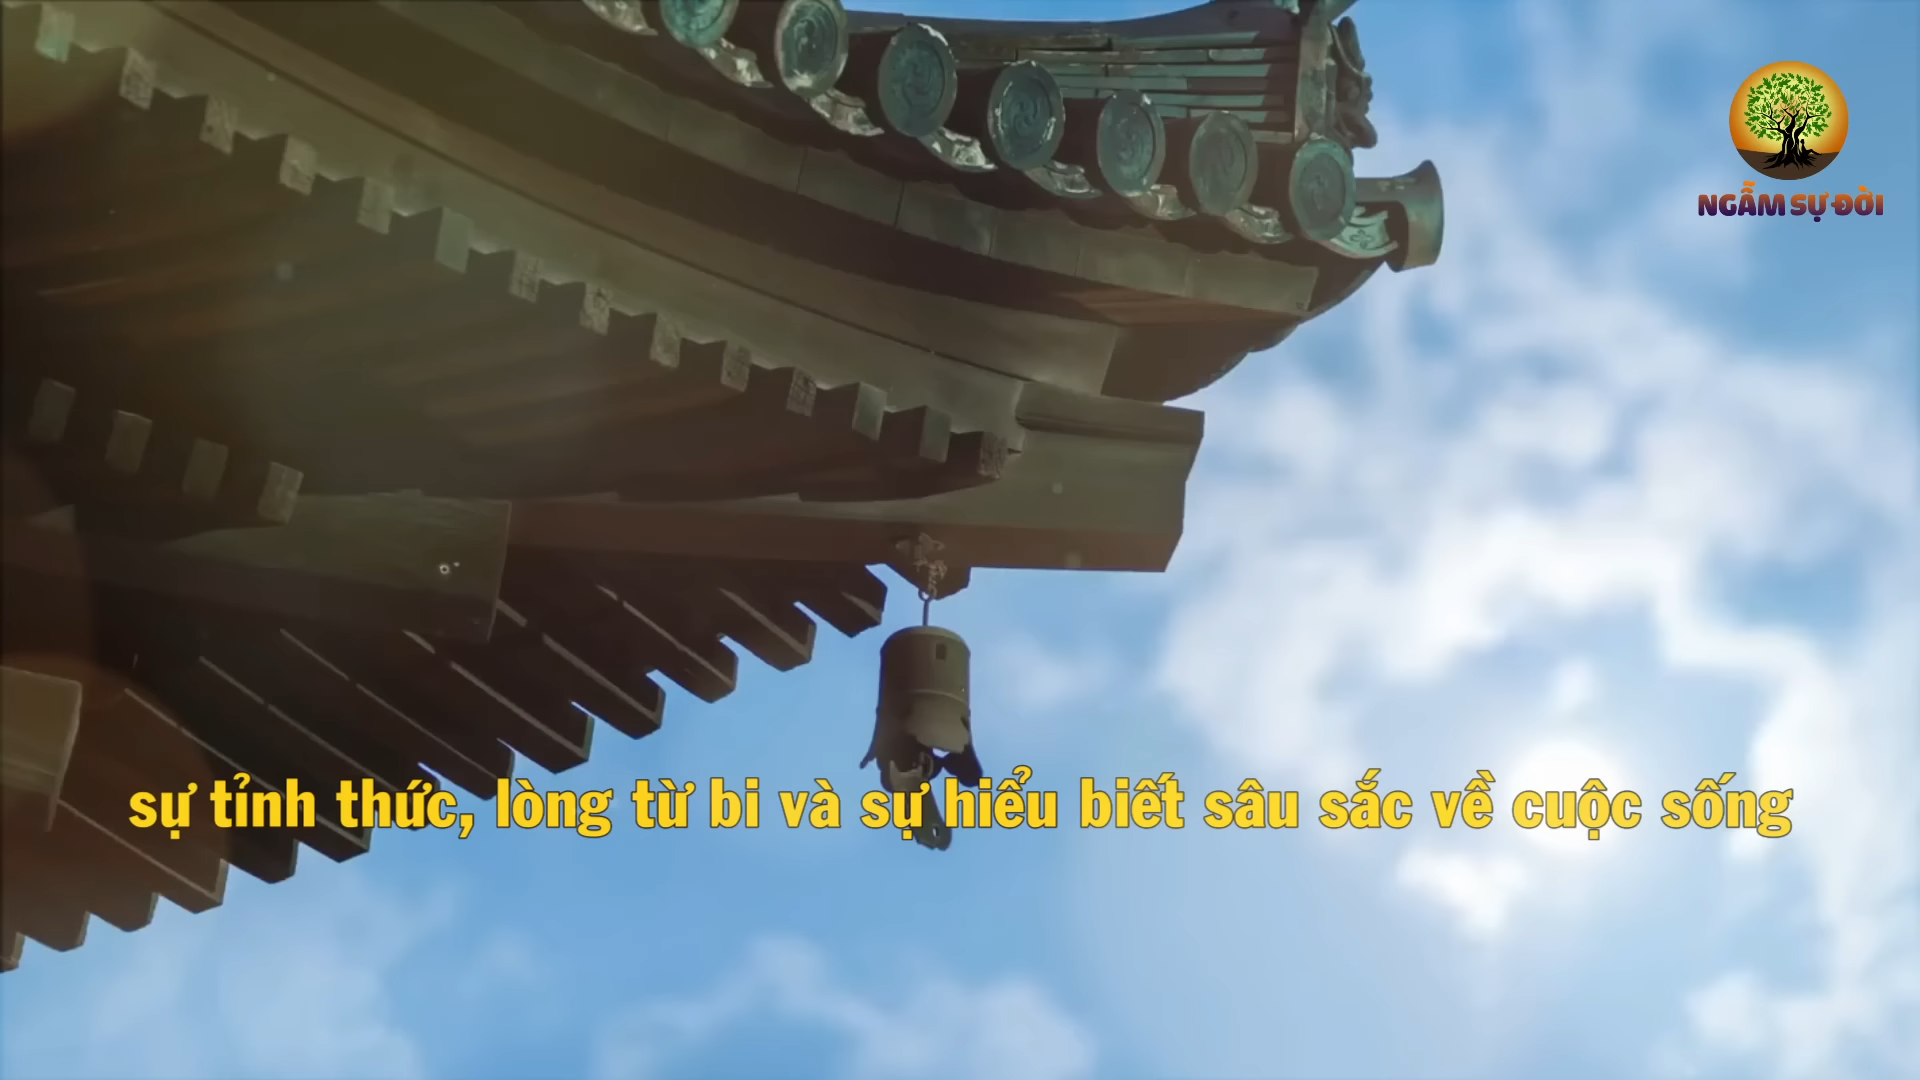 NGẪM SỰ ĐỜI
sự tỉnh thức, lòng từ bi và sự hiểu biết sâu sắc về cuộc sống